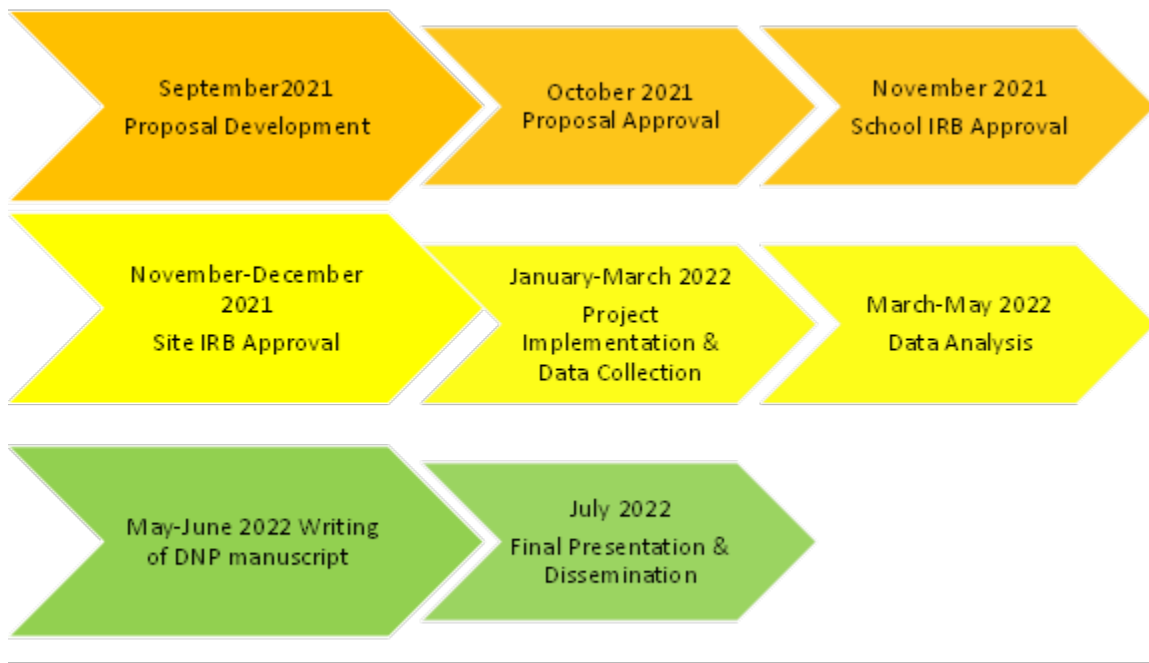 September2021
Proposal Development
October 2021
Proposal Approval
November 2021
School IRB Approval
November-December
2021
Site IRB Approval
January-March 2022
Project
Implementation &
Data Collection
March-May 2022
Data Analysis
May-June 2022 Writing
of DNP manuscript
July 2022
Final Presentation &
Dissemination